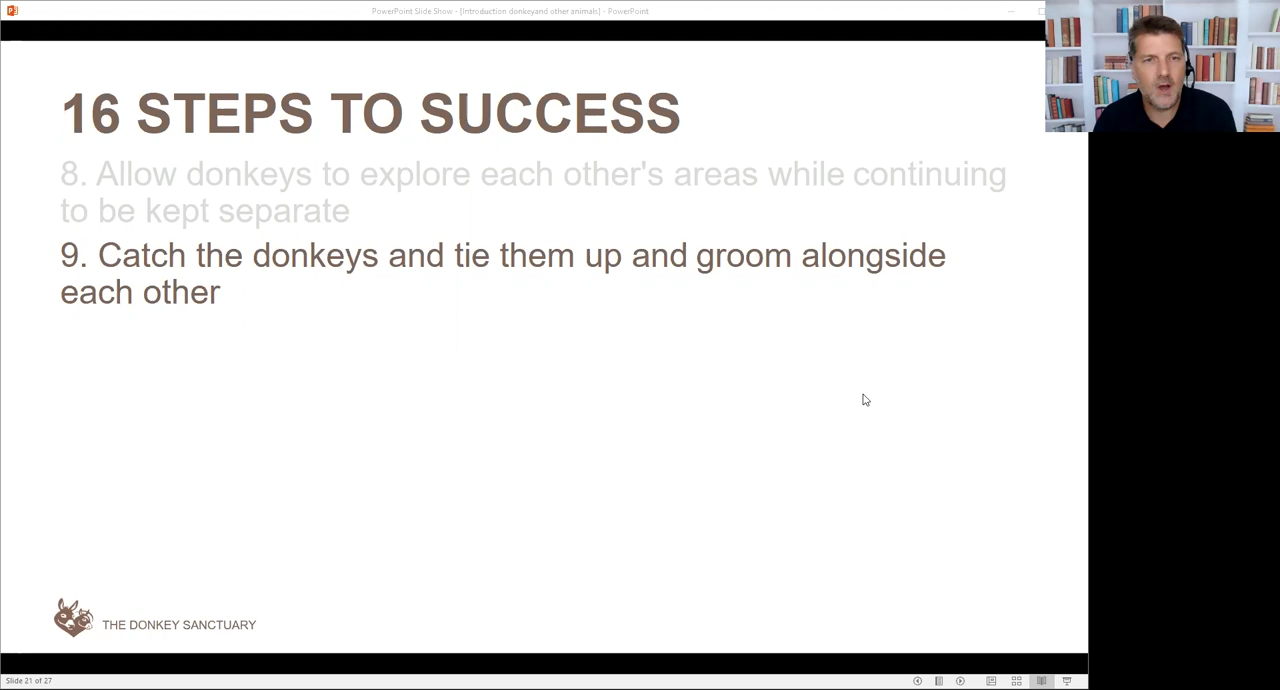 PowerPoint Slide Show - [Introduction donkeyand other animals] - PowerPoint
16 STEPS TO SUCCESS
8. Allow donkeys to explore each other's areas while continuing
to be kept separate
9. Catch the donkeys and tie them up and groom alongside
each other
THE DONKEY SANCTUARY
Slide 21 of 27